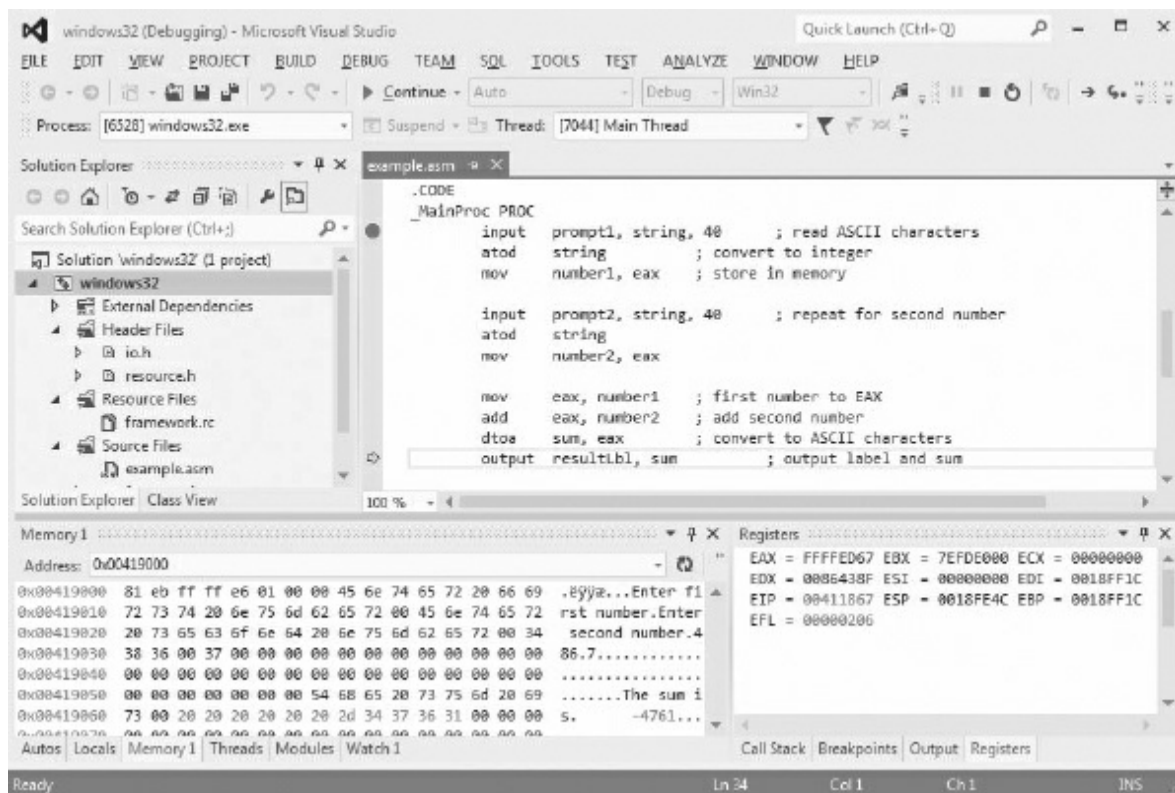 windows32 (Debugging) - Microsoft Visual Studio
Quick Launch (Ctrl+Q)
FILE EDIT VIEW PROJECT BUILD DEBUG TEAM SQL TOOLS TEST ANALYZE WINDOW HELP
Continue Auto Debug Win32
Process: [6528] windows32.exe Suspend Thread: [7044] Main Thread
Solution Explorer
Search Solution Explorer (Ctrl+;)
Solution 'windows32' (1 project)
windows32
External Dependencies
Header Files
io.h
resource.h
Resource Files
framework.rc
Source Files
example.asm
Solution Explorer Class View
example.asm
.CODE
_MainProc PROC
input prompt1, string, 40 ; read ASCII characters
atod string ; convert to integer
mov number1, eax ; store in memory
input prompt2, string, 40 ; repeat for second number
atod string
mov number2, eax
mov eax, number1 ; first number to EAX
add eax, number2 ; add second number
dtoa sum, eax ; convert to ASCII characters
output resultLbl, sum ; output label and sum
100 %
Memory 1
Address: 0x00419000
0x00419000 81 eb ff ff e6 01 00 00 45 6e 74 65 72 20 66 69 .ëÿÿæ...Enter fi
0x00419010 72 73 74 20 6e 75 6d 62 65 72 00 45 6e 74 65 72 rst number.Enter
0x00419020 20 73 65 63 6f 6e 64 20 6e 75 6d 62 65 72 00 34 second number.4
0x00419030 38 36 00 37 00 00 00 00 00 00 00 00 00 00 00 00 86.7............
0x00419040 00 00 00 00 00 00 00 00 00 00 00 00 00 00 00 00 ................
0x00419050 00 00 00 00 00 00 00 54 68 65 20 73 75 6d 20 69 .......The sum i
0x00419060 73 00 20 20 20 20 20 20 2d 34 37 36 31 00 00 00 s. -4761...
Autos Locals Memory 1 Threads Modules Watch 1
Registers
EAX = FFFFED67 EBX = 7EFDE000 ECX = 00000000
EDX = 0086438F ESI = 00000000 EDI = 0018FF1C
EIP = 00411867 ESP = 0018FE4C EBP = 0018FF1C
EFL = 00000206
Call Stack Breakpoints Output Registers
Ready Ln 34 Col 1 Ch 1 INS